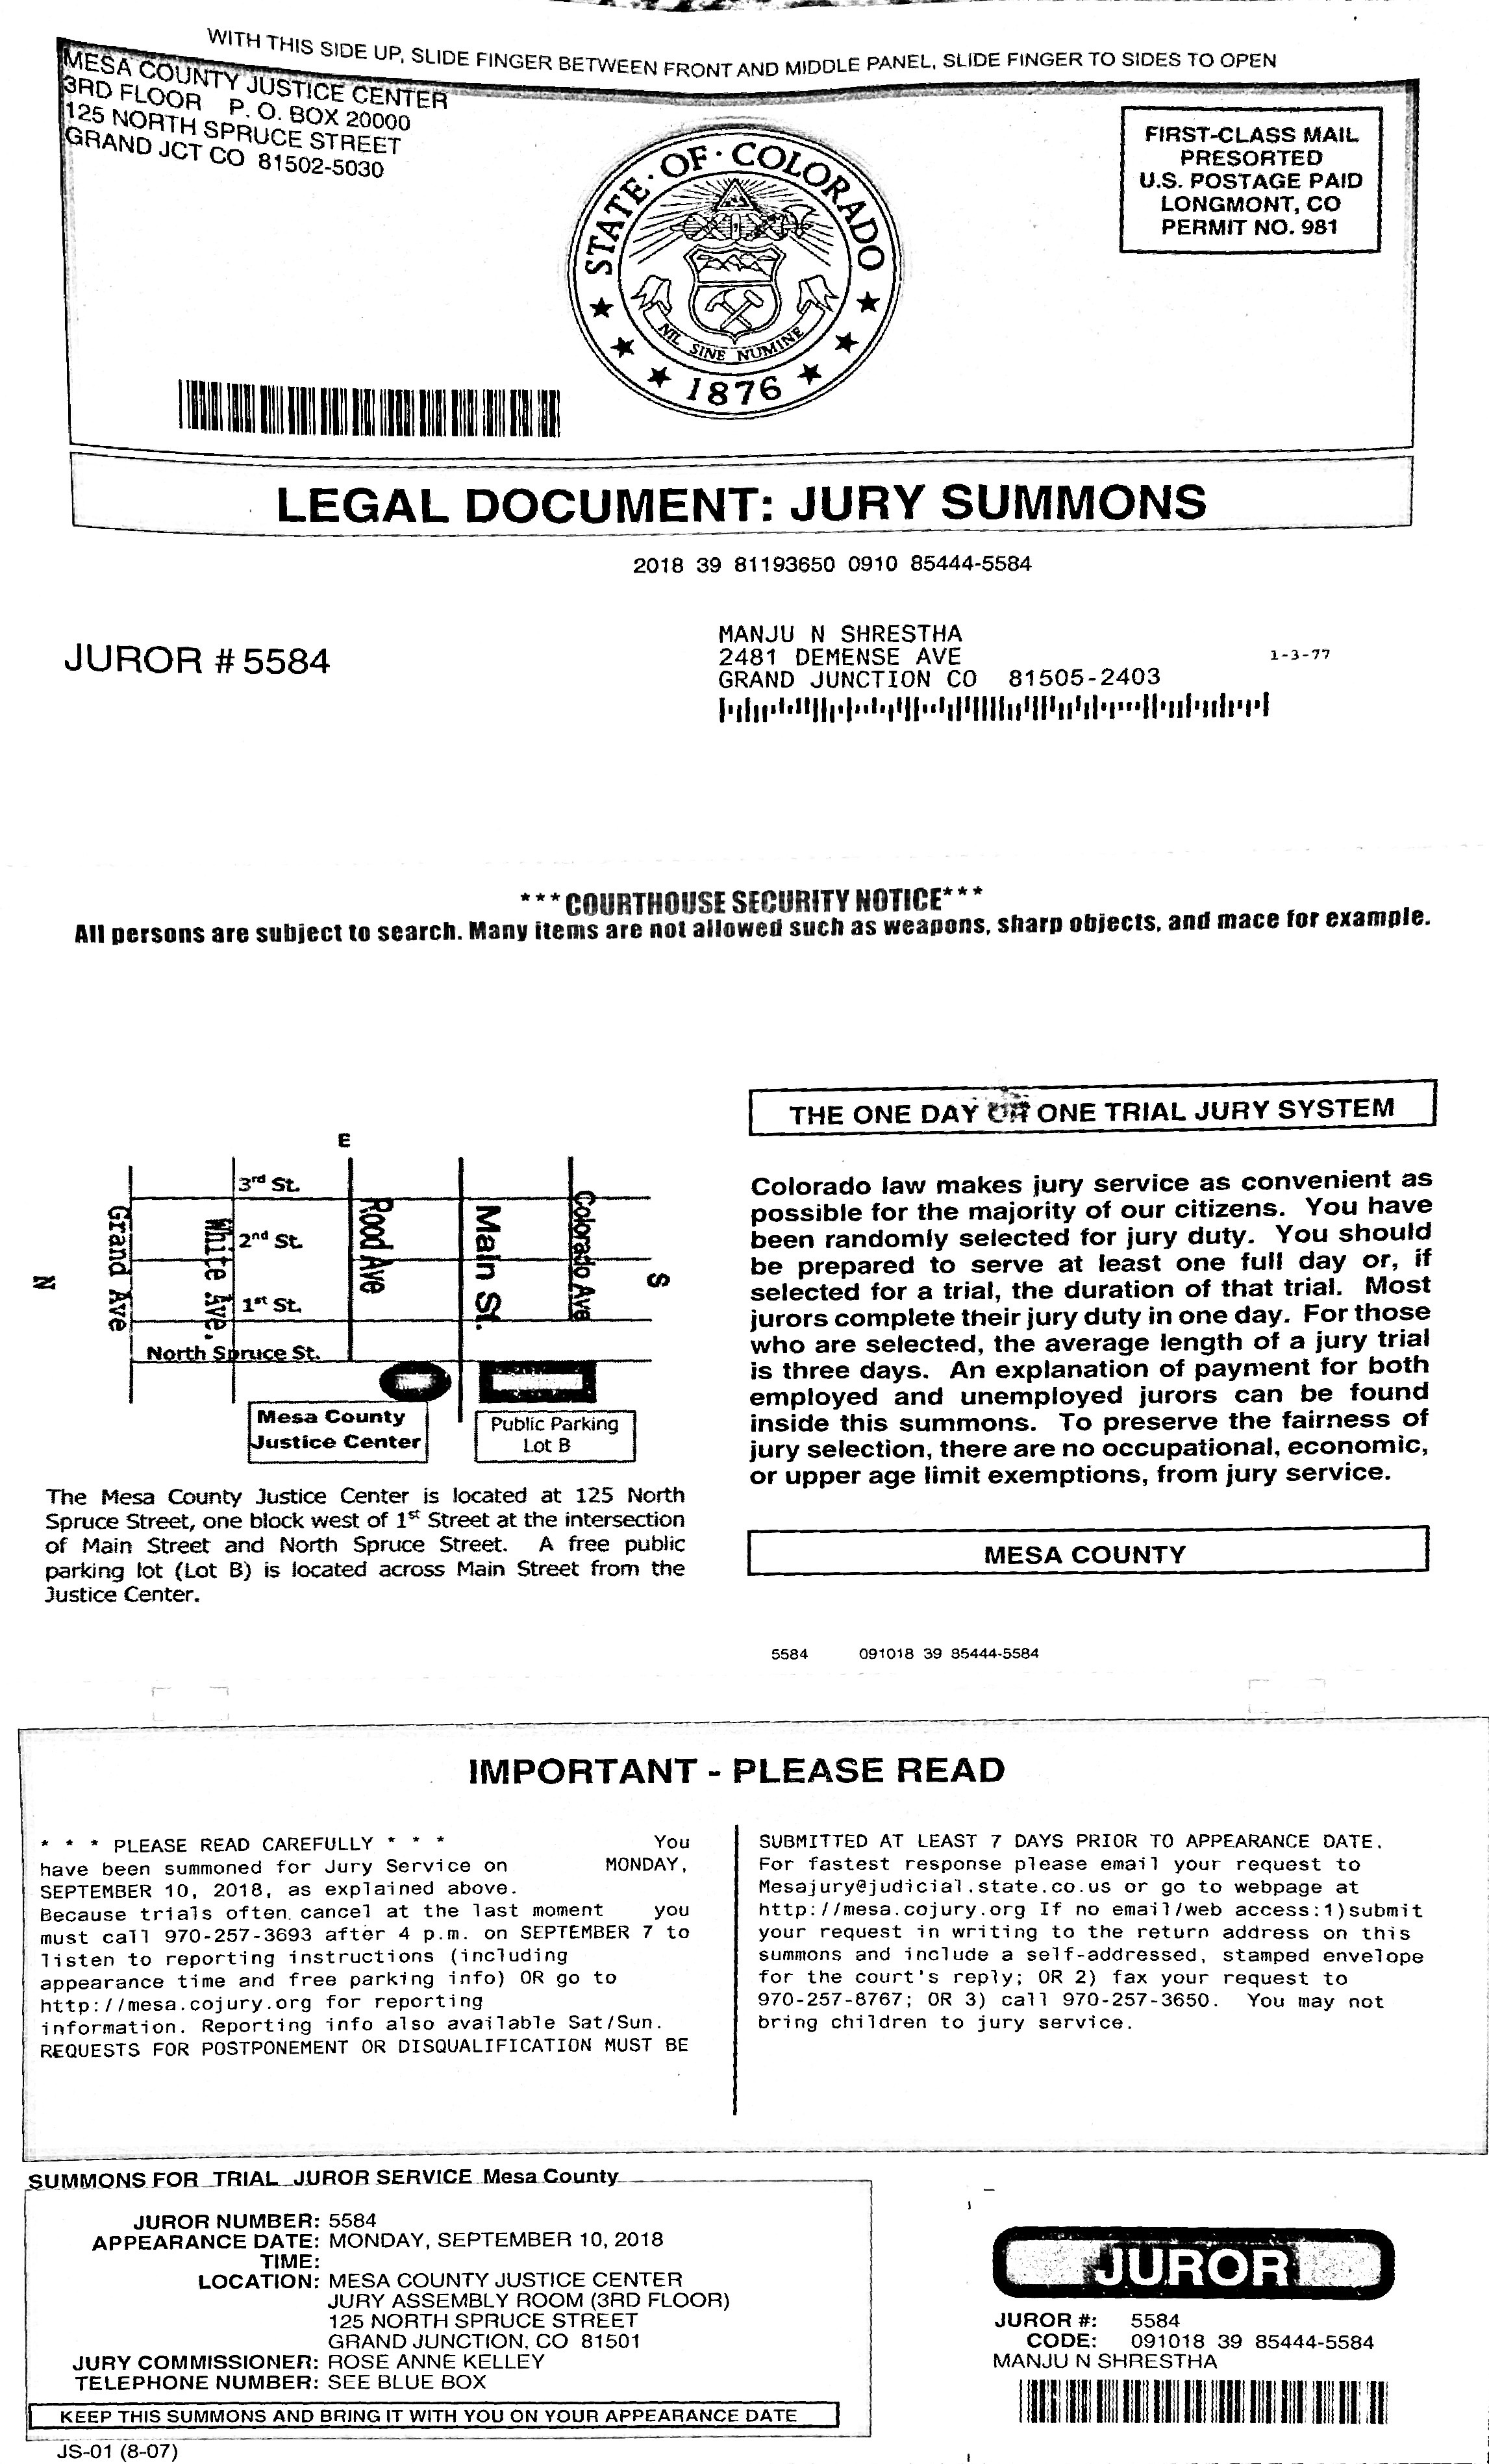 WITH THIS SIDE UP, SLIDE FINGER BETWEEN FRONT AND MIDDLE PANEL, SLIDE FINGER TO SIDES TO OPEN
MESA COUNTY JUSTICE CENTER
3RD FLOOR P. O. BOX 20000
125 NORTH SPRUCE STREET
GRAND JCT CO 81502-5030
FIRST-CLASS MAIL
PRESORTED
U.S. POSTAGE PAID
LONGMONT, CO
PERMIT NO. 981
STATE · OF · COLORADO
NIL SINE NUMINE
1876
LEGAL DOCUMENT: JURY SUMMONS
2018 39 81193650 0910 85444-5584
JUROR # 5584
MANJU N SHRESTHA
2481 DEMENSE AVE
GRAND JUNCTION CO 81505-2403
1-3-77
***COURTHOUSE SECURITY NOTICE***
All persons are subject to search. Many items are not allowed such as weapons, sharp objects, and mace for example.
E
3rd St.
2nd St.
1st St.
North Spruce St.
Grand Ave
White Ave.
Rood Ave
Main St.
Colorado Ave
N
S
Mesa County
Justice Center
Public Parking
Lot B
The Mesa County Justice Center is located at 125 North
Spruce Street, one block west of 1st Street at the intersection
of Main Street and North Spruce Street. A free public
parking lot (Lot B) is located across Main Street from the
Justice Center.
THE ONE DAY OR ONE TRIAL JURY SYSTEM
Colorado law makes jury service as convenient as
possible for the majority of our citizens. You have
been randomly selected for jury duty. You should
be prepared to serve at least one full day or, if
selected for a trial, the duration of that trial. Most
jurors complete their jury duty in one day. For those
who are selected, the average length of a jury trial
is three days. An explanation of payment for both
employed and unemployed jurors can be found
inside this summons. To preserve the fairness of
jury selection, there are no occupational, economic,
or upper age limit exemptions, from jury service.
MESA COUNTY
5584 091018 39 85444-5584
IMPORTANT - PLEASE READ
* * * PLEASE READ CAREFULLY * * * You
have been summoned for Jury Service on MONDAY,
SEPTEMBER 10, 2018, as explained above.
Because trials often cancel at the last moment you
must call 970-257-3693 after 4 p.m. on SEPTEMBER 7 to
listen to reporting instructions (including
appearance time and free parking info) OR go to
http://mesa.cojury.org for reporting
information. Reporting info also available Sat/Sun.
REQUESTS FOR POSTPONEMENT OR DISQUALIFICATION MUST BE
SUBMITTED AT LEAST 7 DAYS PRIOR TO APPEARANCE DATE.
For fastest response please email your request to
Mesajury@judicial.state.co.us or go to webpage at
http://mesa.cojury.org If no email/web access:1)submit
your request in writing to the return address on this
summons and include a self-addressed, stamped envelope
for the court's reply; OR 2) fax your request to
970-257-8767; OR 3) call 970-257-3650. You may not
bring children to jury service.
SUMMONS FOR TRIAL JUROR SERVICE Mesa County
JUROR NUMBER: 5584
APPEARANCE DATE: MONDAY, SEPTEMBER 10, 2018
TIME:
LOCATION: MESA COUNTY JUSTICE CENTER
JURY ASSEMBLY ROOM (3RD FLOOR)
125 NORTH SPRUCE STREET
GRAND JUNCTION, CO 81501
JURY COMMISSIONER: ROSE ANNE KELLEY
TELEPHONE NUMBER: SEE BLUE BOX
KEEP THIS SUMMONS AND BRING IT WITH YOU ON YOUR APPEARANCE DATE
JS-01 (8-07)
JUROR
JUROR #: 5584
CODE: 091018 39 85444-5584
MANJU N SHRESTHA